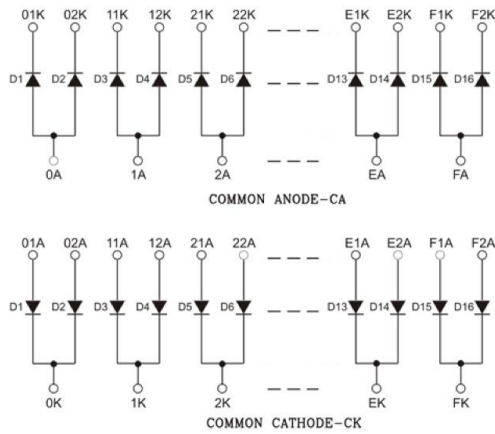 01K 02K 11K 12K 21K 22K E1K E2K F1K F2K
D1 D2 D3 D4 D5 D6 D13 D14 D15 D16
0A 1A 2A EA FA
COMMON ANODE-CA
01A 02A 11A 12A 21A 22A E1A E2A F1A F2A
D1 D2 D3 D4 D5 D6 D13 D14 D15 D16
0K 1K 2K EK FK
COMMON CATHODE-CK